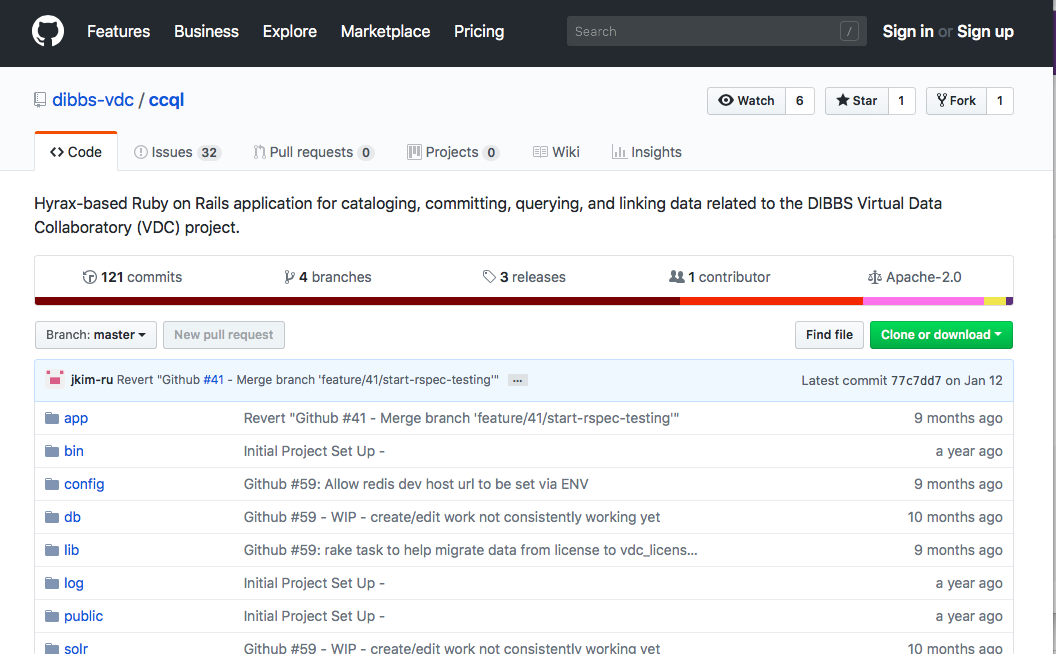 Features Business Explore Marketplace Pricing Search / Sign in or Sign up
dibbs-vdc / ccql Watch 6 Star 1 Fork 1
Code Issues 32 Pull requests 0 Projects 0 Wiki Insights
Hyrax-based Ruby on Rails application for cataloging, committing, querying, and linking data related to the DIBBS Virtual Data
Collaboratory (VDC) project.
121 commits 4 branches 3 releases 1 contributor Apache-2.0
Branch: master New pull request Find file Clone or download
jkim-ru Revert "Github #41 - Merge branch 'feature/41/start-rspec-testing'" ... Latest commit 77c7dd7 on Jan 12
app Revert "Github #41 - Merge branch 'feature/41/start-rspec-testing'" 9 months ago
bin Initial Project Set Up - a year ago
config Github #59: Allow redis dev host url to be set via ENV 9 months ago
db Github #59 - WIP - create/edit work not consistently working yet 10 months ago
lib Github #59: rake task to help migrate data from license to vdc_licens... 9 months ago
log Initial Project Set Up - a year ago
public Initial Project Set Up - a year ago
solr Github #59 - WIP - create/edit work not consistently working yet 10 months ago